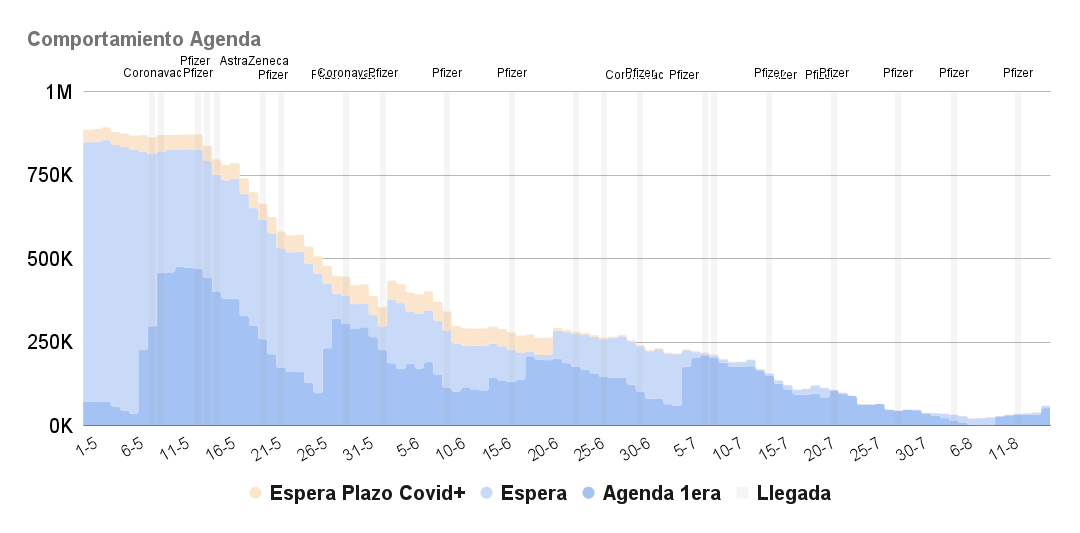 Comportamiento Agenda
Pfizer AstraZeneca
Coronavac Pfizer Pfizer Coronavac Pfizer Pfizer Pfizer Pfizer Pfizer Pfizer Pfizer Pfizer Pfizer Pfizer
1M
750K
500K
250K
0K
1-5 6-5 11-5 16-5 21-5 26-5 31-5 5-6 10-6 15-6 20-6 25-6 30-6 5-7 10-7 15-7 20-7 25-7 30-7 6-8 11-8
Espera Plazo Covid+ Espera Agenda 1era Llegada